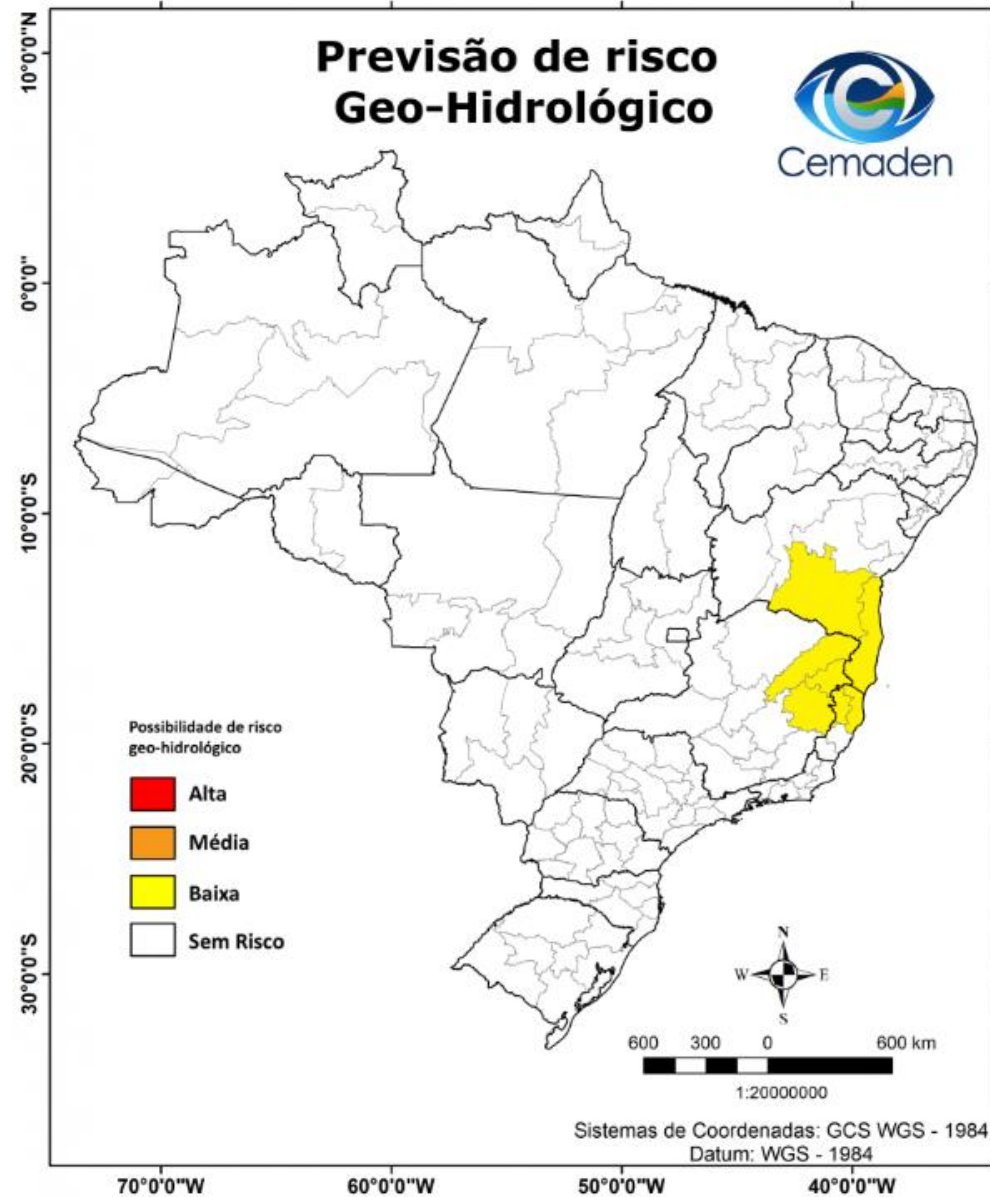 Previsão de risco
Geo-Hidrológico
Cemaden
10°0'0"N
0°0'0"
10°0'0"S
20°0'0"S
30°0'0"S
Possibilidade de risco
geo-hidrológico
Alta
Média
Baixa
Sem Risco
N
W
E
S
600 300 0 600 km
1:20000000
Sistemas de Coordenadas: GCS WGS - 1984
Datum: WGS - 1984
70°0'0"W 60°0'0"W 50°0'0"W 40°0'0"W